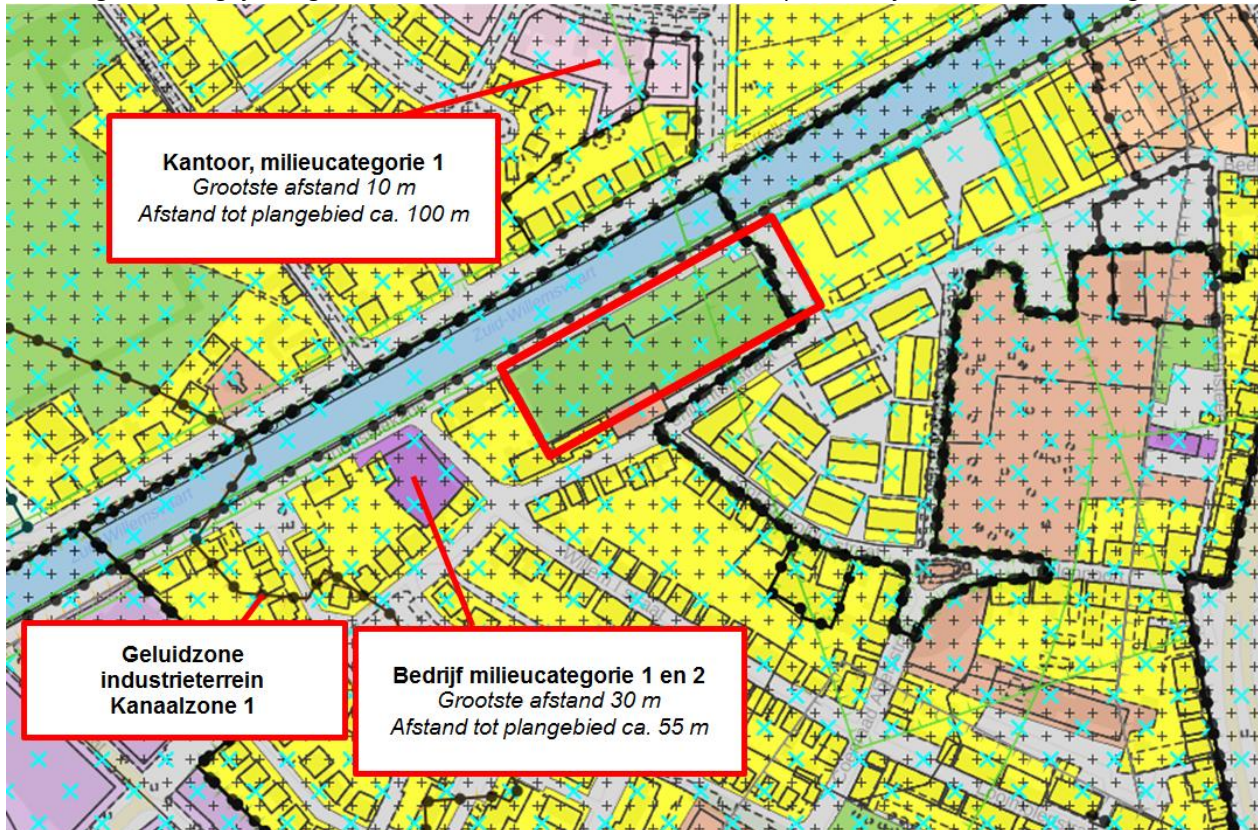 Kantoor, milieucategorie 1
Grootste afstand 10 m
Afstand tot plangebied ca. 100 m
Zuid-Willemsvaart
Willemstraat
Geluidzone
industrieterrein
Kanaalzone 1
Bedrijf milieucategorie 1 en 2
Grootste afstand 30 m
Afstand tot plangebied ca. 55 m